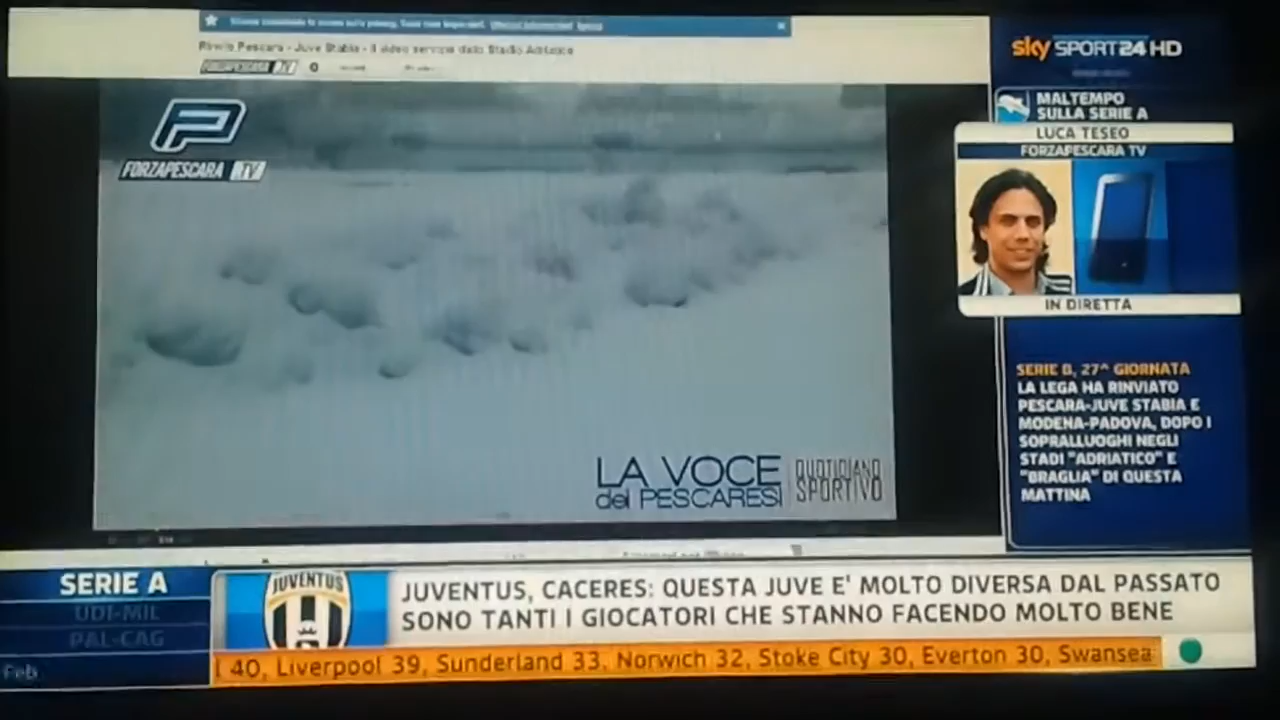 Rinvio Pescara - Juve Stabia - Il video servizio dallo Stadio Adriatico
FORZAPESCARA TV
sky SPORT24 HD
MALTEMPO
SULLA SERIE A
LUCA TESEO
FORZAPESCARA TV
IN DIRETTA
FORZAPESCARA TV
SERIE B, 27^ GIORNATA
LA LEGA HA RINVIATO
PESCARA-JUVE STABIA E
MODENA-PADOVA, DOPO I
SOPRALLUOGHI NEGLI
STADI "ADRIATICO" E
"BRAGLIA" DI QUESTA
MATTINA
LA VOCE
dei PESCARESI
QUOTIDIANO
SPORTIVO
SERIE A
UDI-MIL
PAL-CAG
Feb
JUVENTUS
JUVENTUS, CACERES: QUESTA JUVE E' MOLTO DIVERSA DAL PASSATO
SONO TANTI I GIOCATORI CHE STANNO FACENDO MOLTO BENE
40, Liverpool 39, Sunderland 33, Norwich 32, Stoke City 30, Everton 30, Swansea